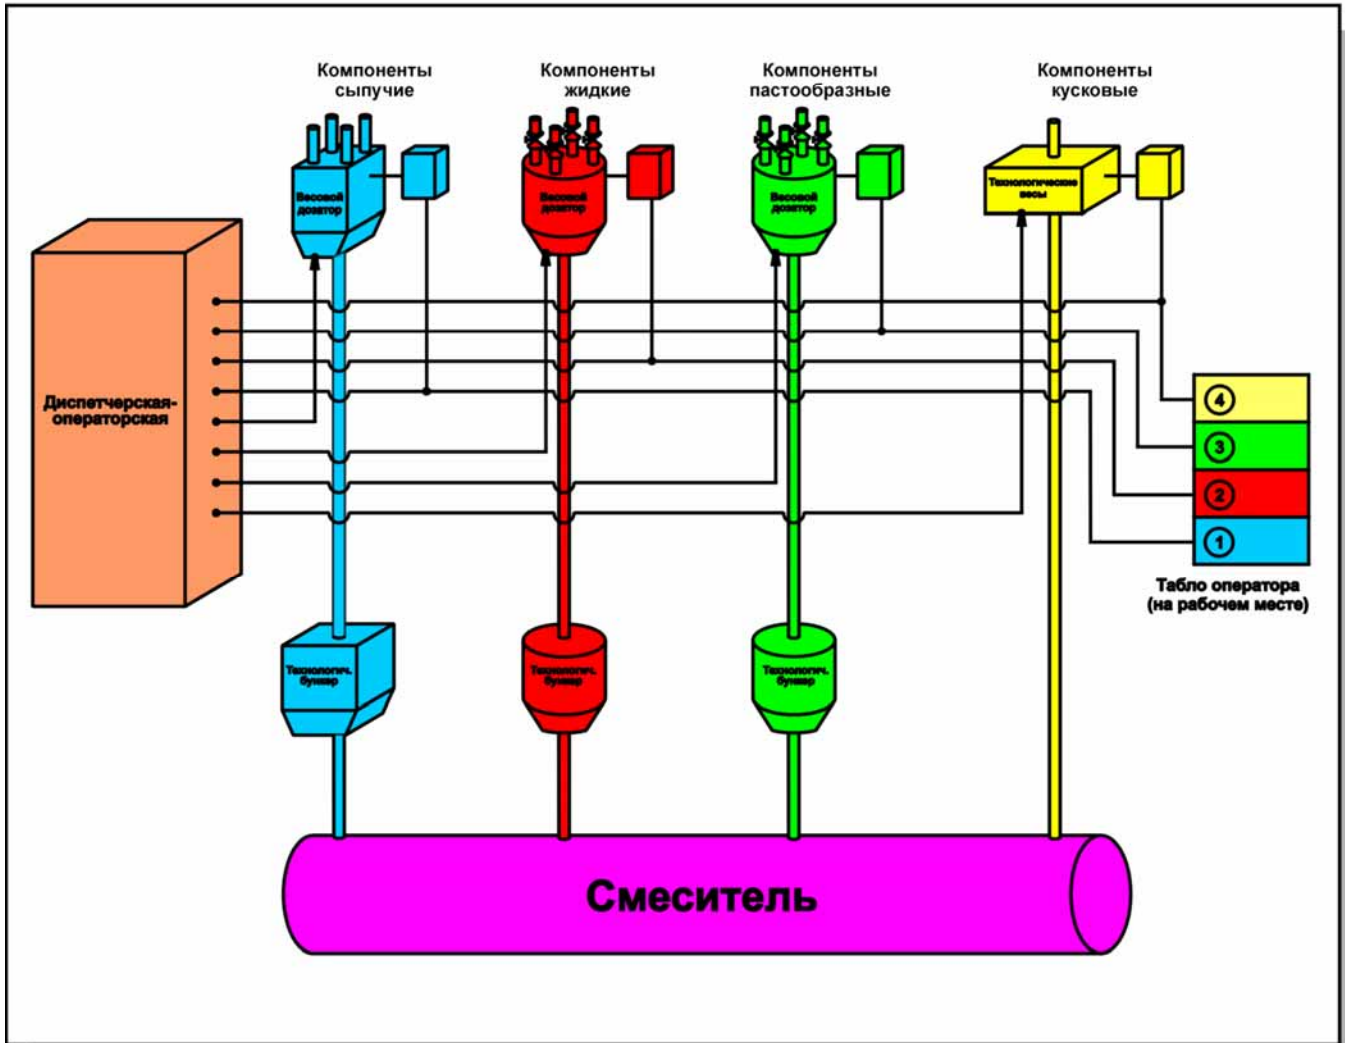 Компоненты
сыпучие
Компоненты
жидкие
Компоненты
пастообразные
Компоненты
кусковые
Весовой
дозатор
Весовой
дозатор
Весовой
дозатор
Технологические
весы
Диспетчерская-
операторская
4
3
2
1
Табло оператора
(на рабочем месте)
Технологич.
бункер
Технологич.
бункер
Технологич.
бункер
Смеситель